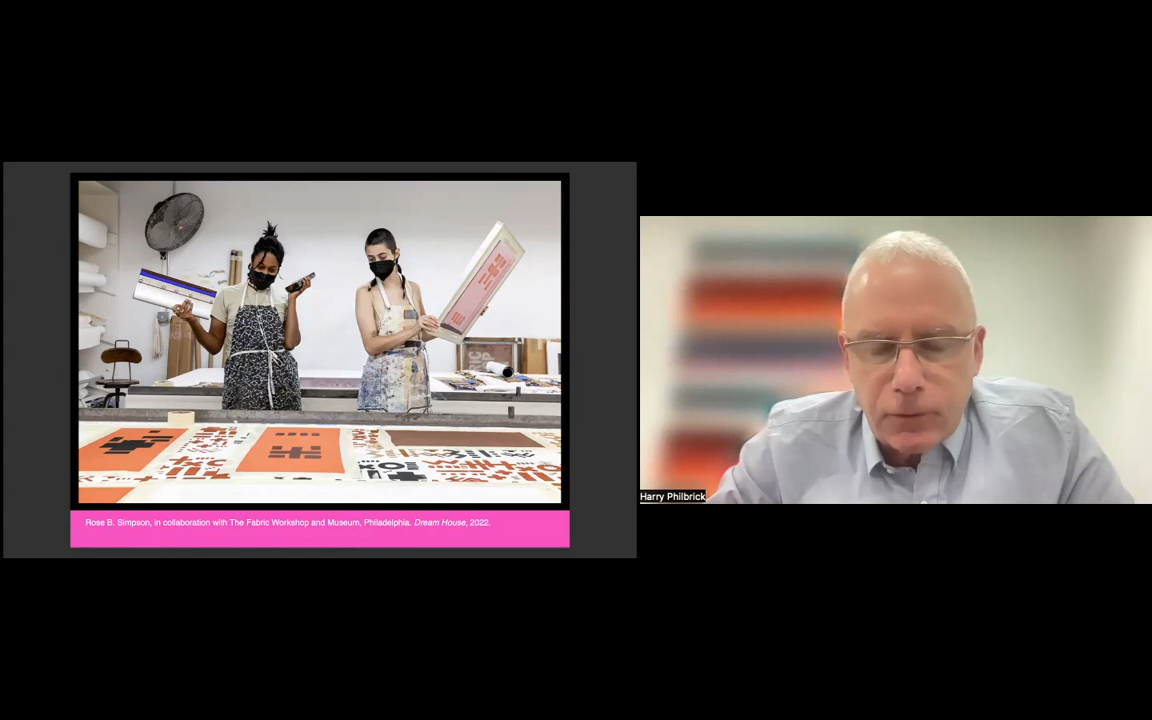 Rose B. Simpson, in collaboration with The Fabric Workshop and Museum, Philadelphia. Dream House, 2022.
Harry Philbrick